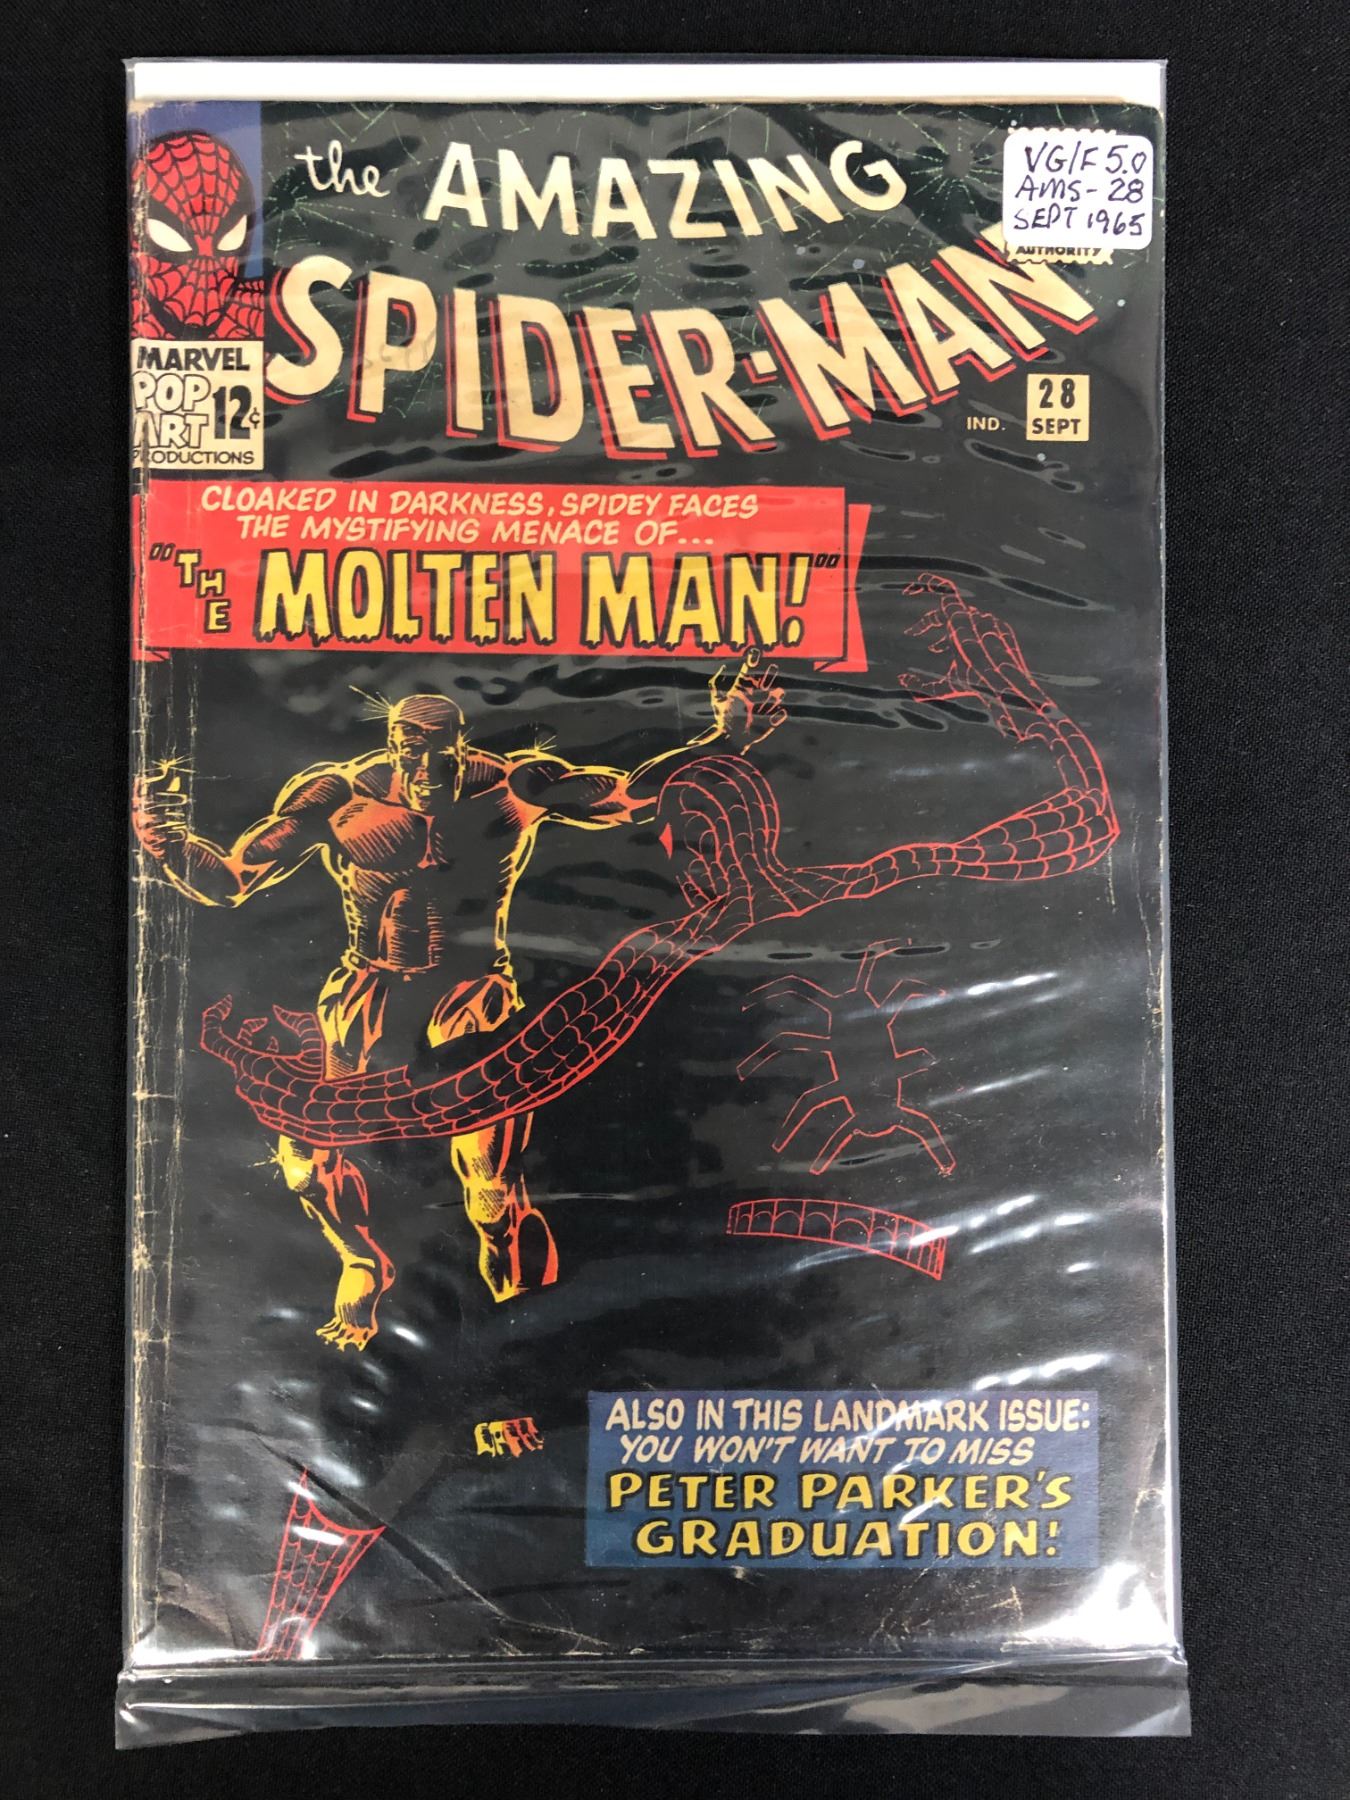 the AMAZING
SPIDER-MAN
VG/F 5.0
AMS-28
SEPT 1965
AUTHORITY
MARVEL
POP
ART 12¢
PRODUCTIONS
IND.
28
SEPT
CLOAKED IN DARKNESS, SPIDEY FACES
THE MYSTIFYING MENACE OF...
"THE MOLTEN MAN!"
ALSO IN THIS LANDMARK ISSUE:
YOU WON'T WANT TO MISS
PETER PARKER'S
GRADUATION!